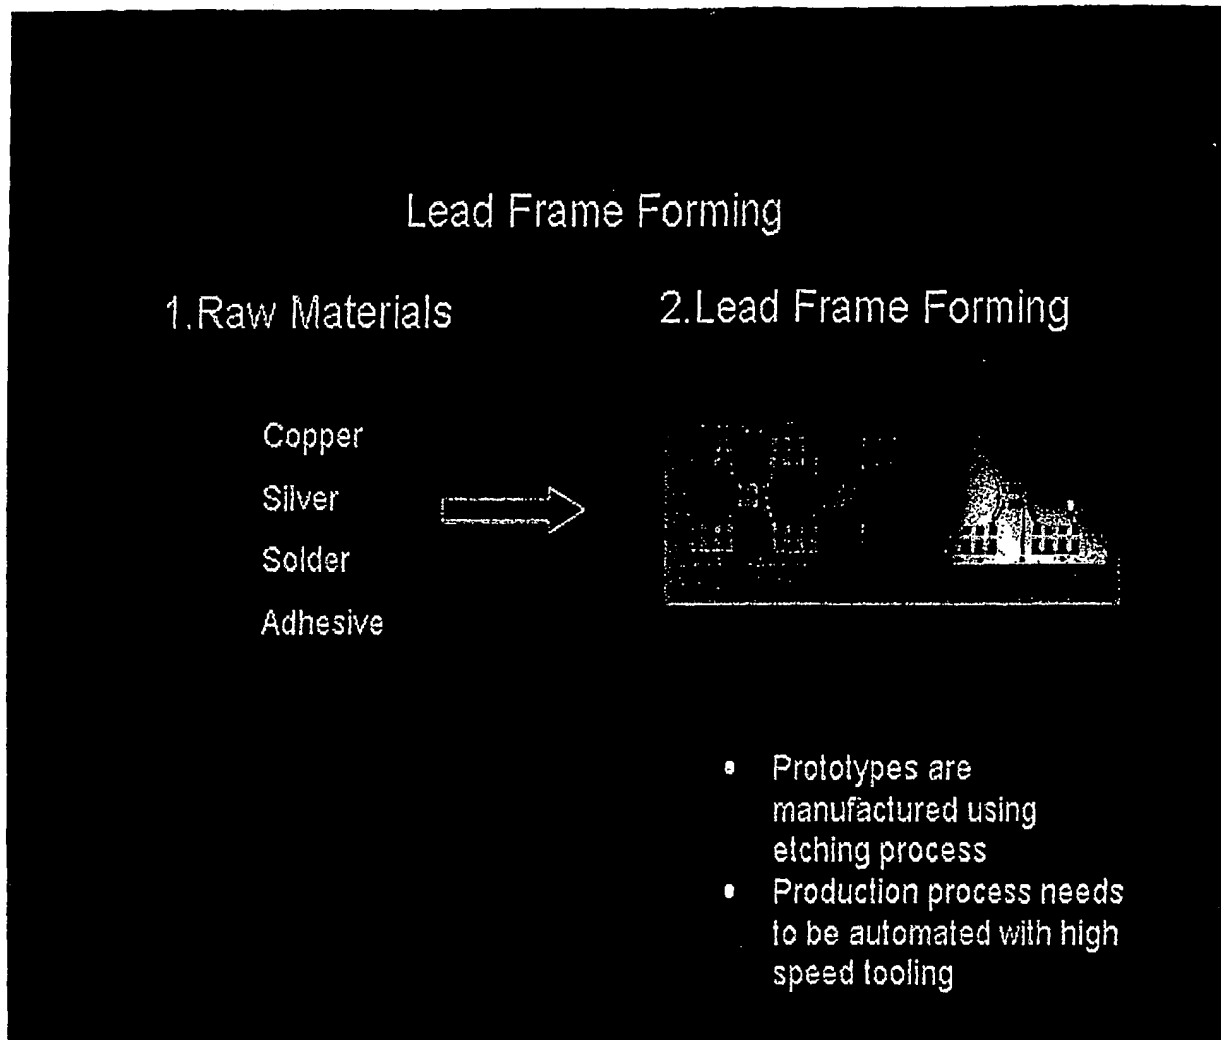 Lead Frame Forming
1.Raw Materials
2.Lead Frame Forming
Copper
Silver
Solder
Adhesive
• Prototypes are
manufactured using
etching process
• Production process needs
to be automated with high
speed tooling